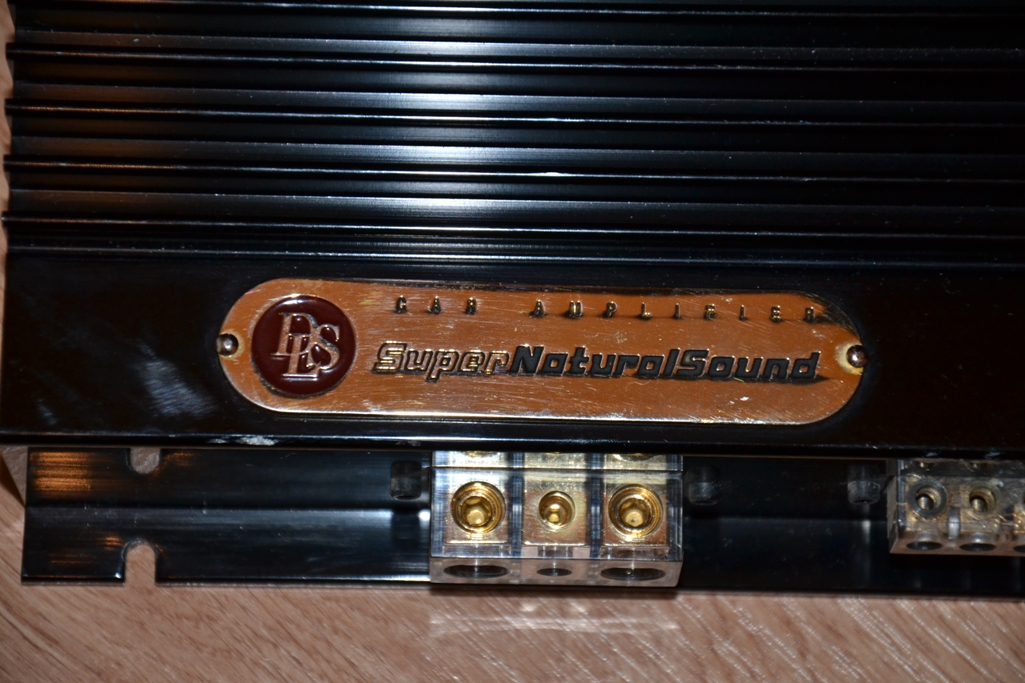 CAR AMPLIFIER
DLS
SuperNaturalSound